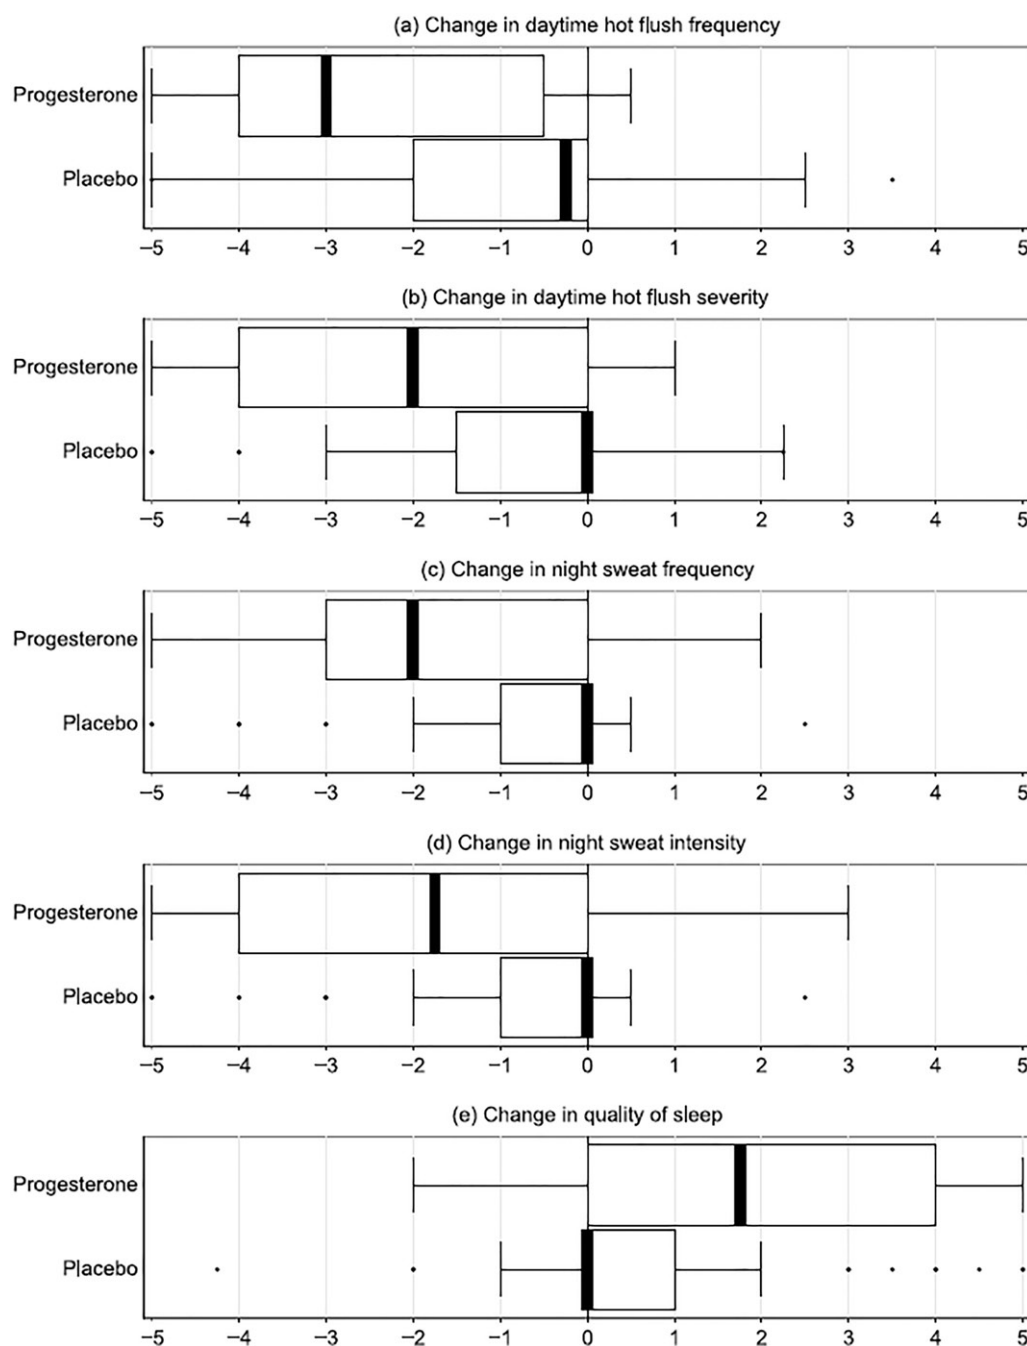 (a) Change in daytime hot flush frequency
Progesterone
Placebo
−5 −4 −3 −2 −1 0 1 2 3 4 5
(b) Change in daytime hot flush severity
Progesterone
Placebo
−5 −4 −3 −2 −1 0 1 2 3 4 5
(c) Change in night sweat frequency
Progesterone
Placebo
−5 −4 −3 −2 −1 0 1 2 3 4 5
(d) Change in night sweat intensity
Progesterone
Placebo
−5 −4 −3 −2 −1 0 1 2 3 4 5
(e) Change in quality of sleep
Progesterone
Placebo
−5 −4 −3 −2 −1 0 1 2 3 4 5